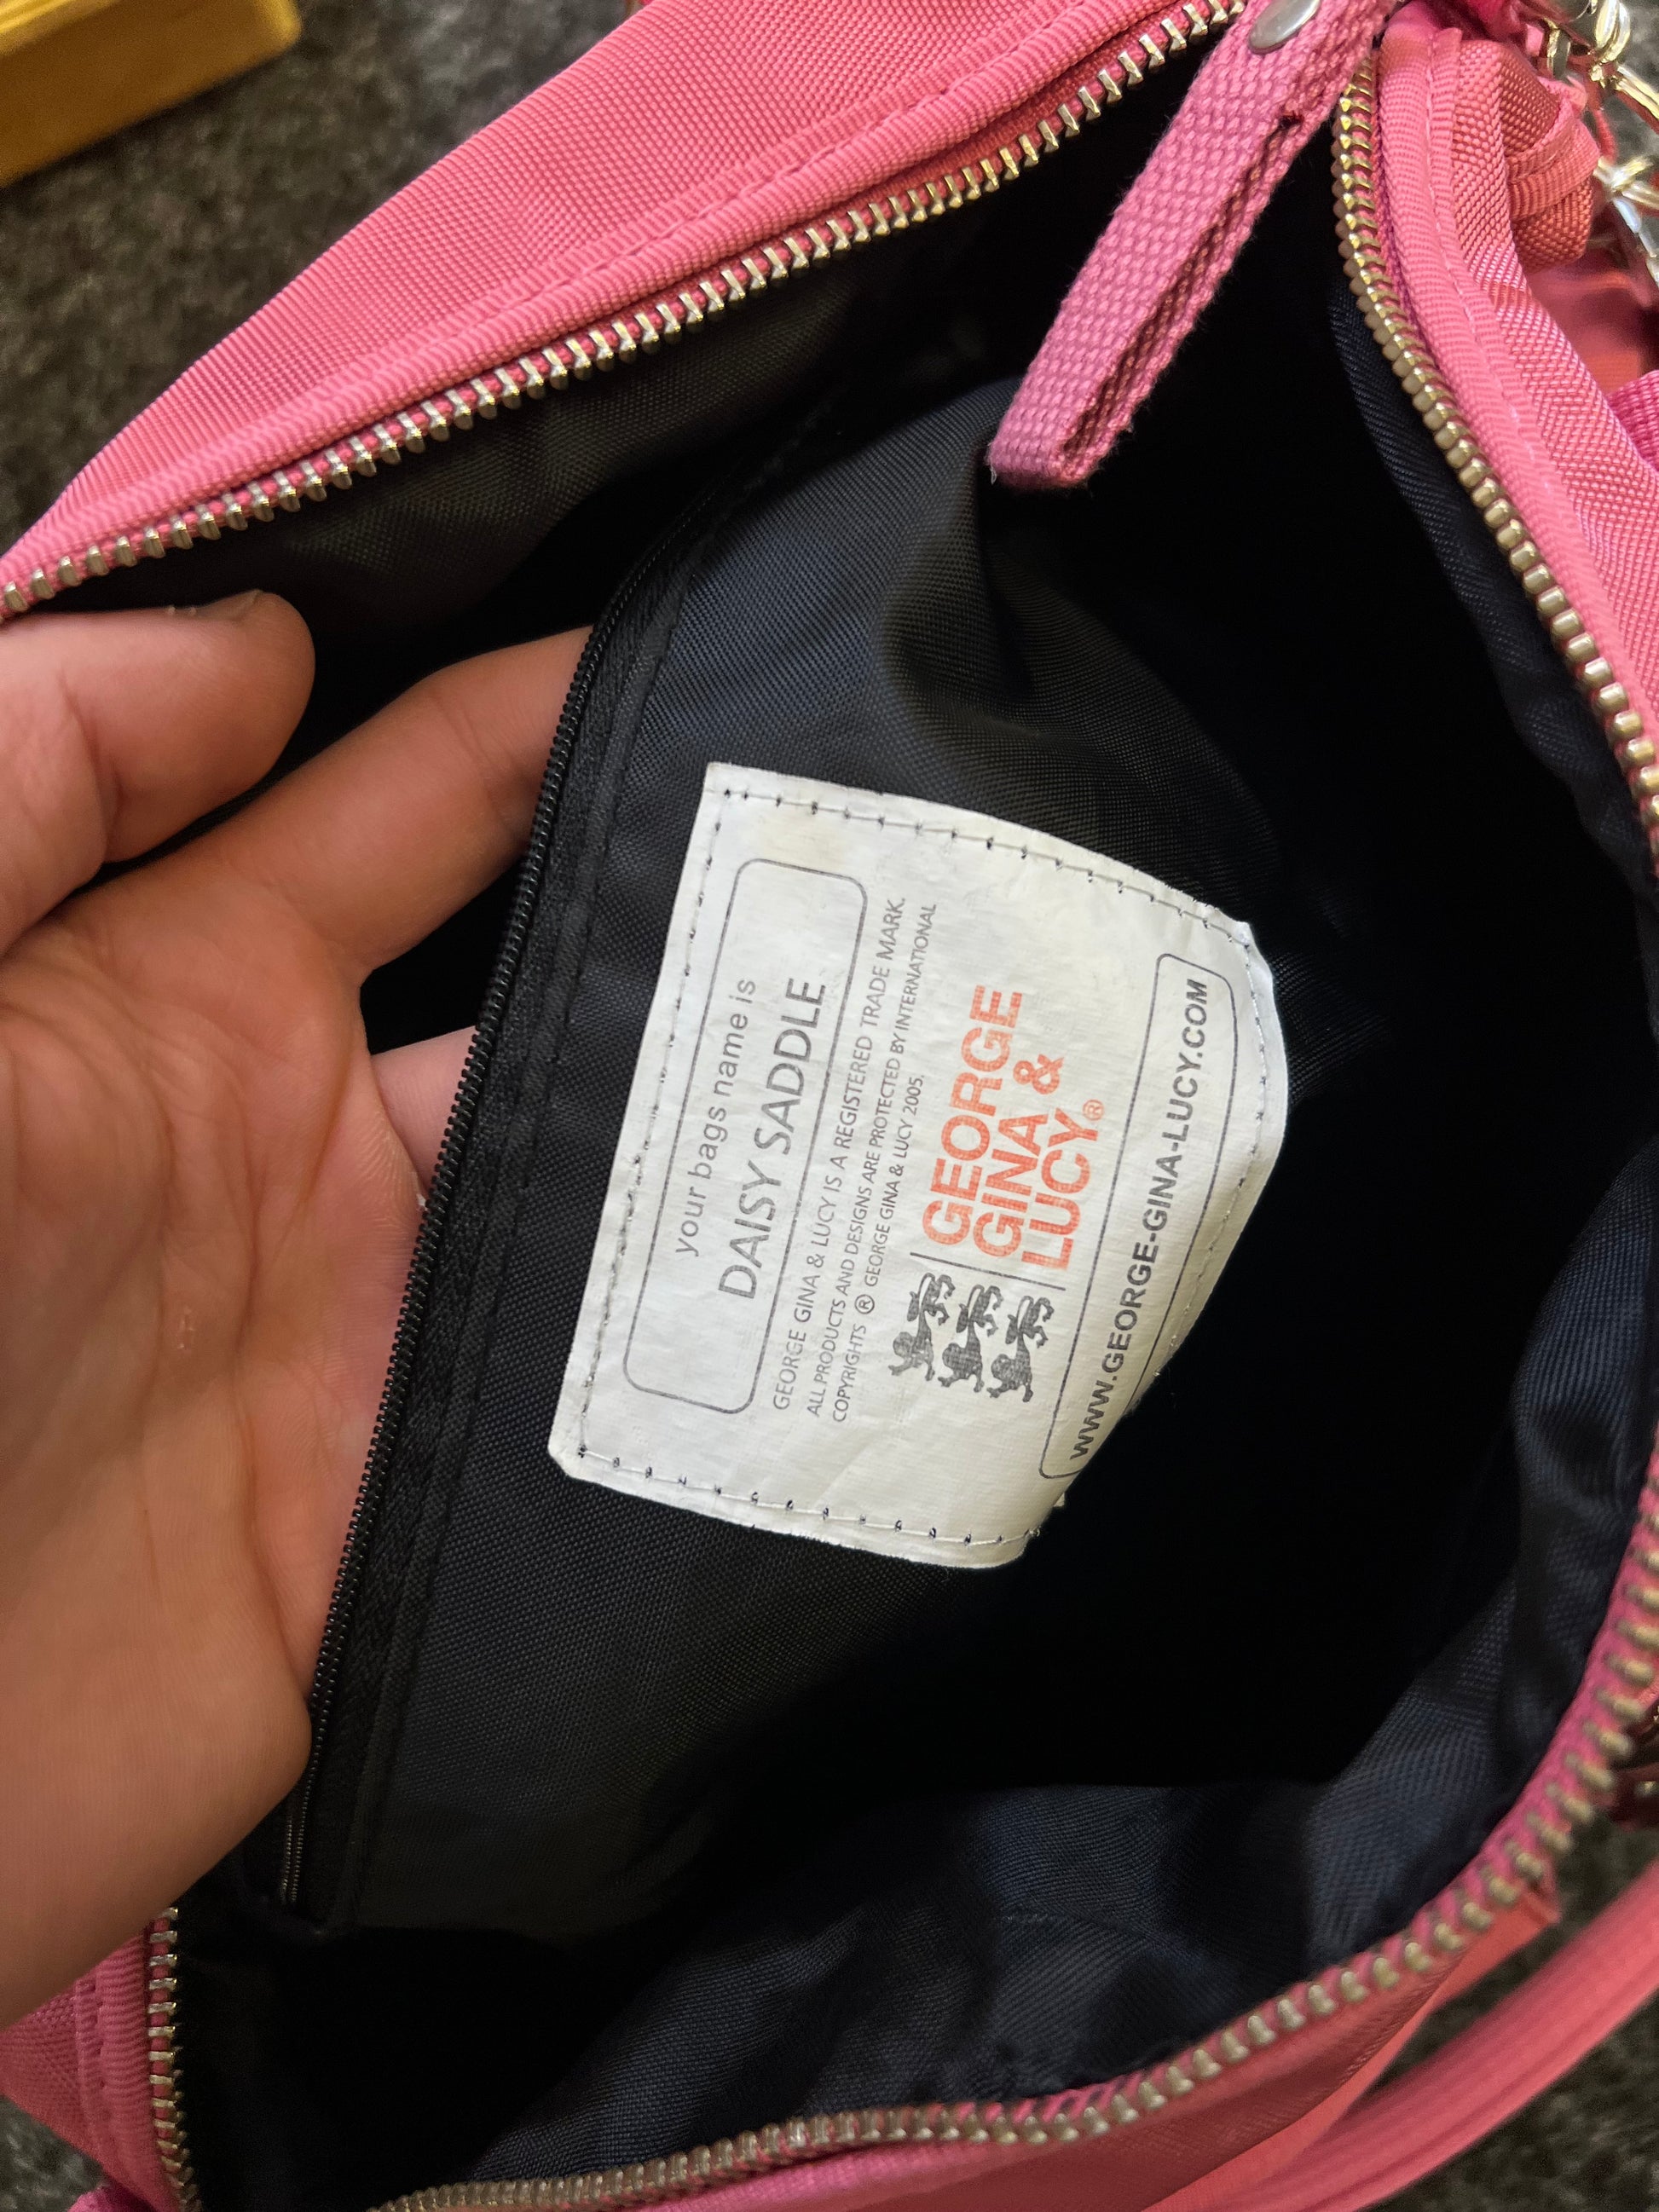 your bags name is
DAISY SADDLE
GEORGE GINA & LUCY IS A REGISTERED TRADE MARK.
ALL PRODUCTS AND DESIGNS ARE PROTECTED BY INTERNATIONAL
COPYRIGHTS ® GEORGE GINA & LUCY 2005.
GEORGE
GINA &
LUCY®
WWW.GEORGE-GINA-LUCY.COM